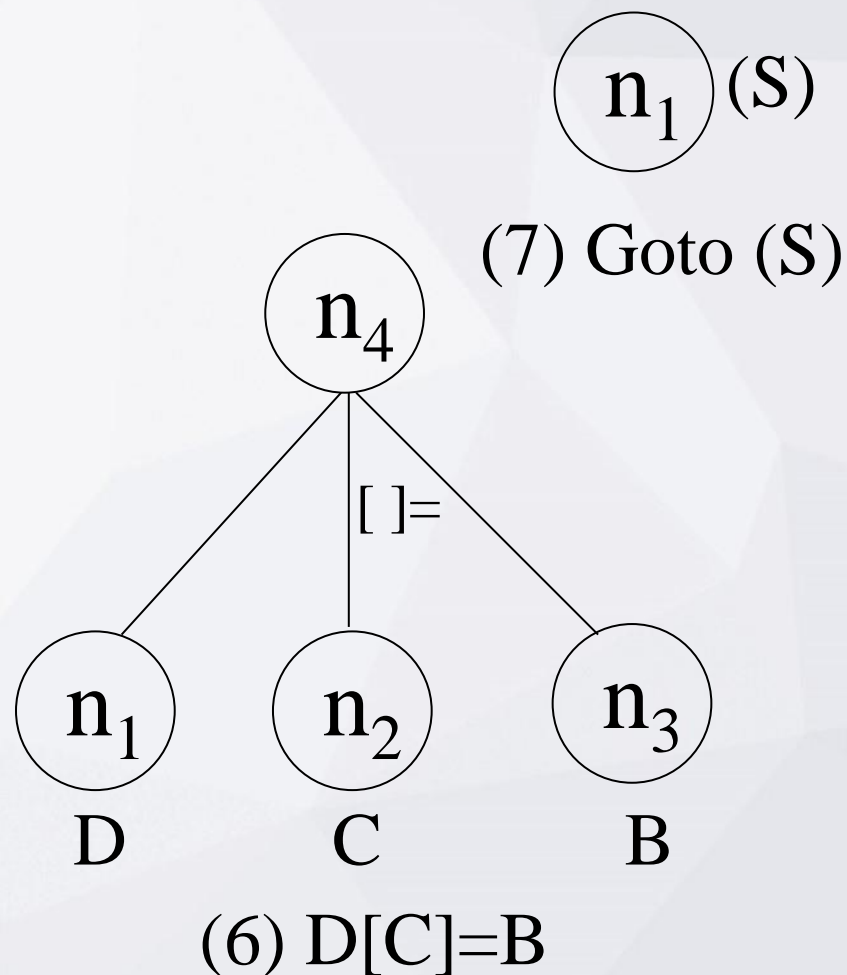 n₁ (S)
(7) Goto (S)
n₄
[ ]=
n₁ n₂ n₃
D C B
(6) D[C]=B